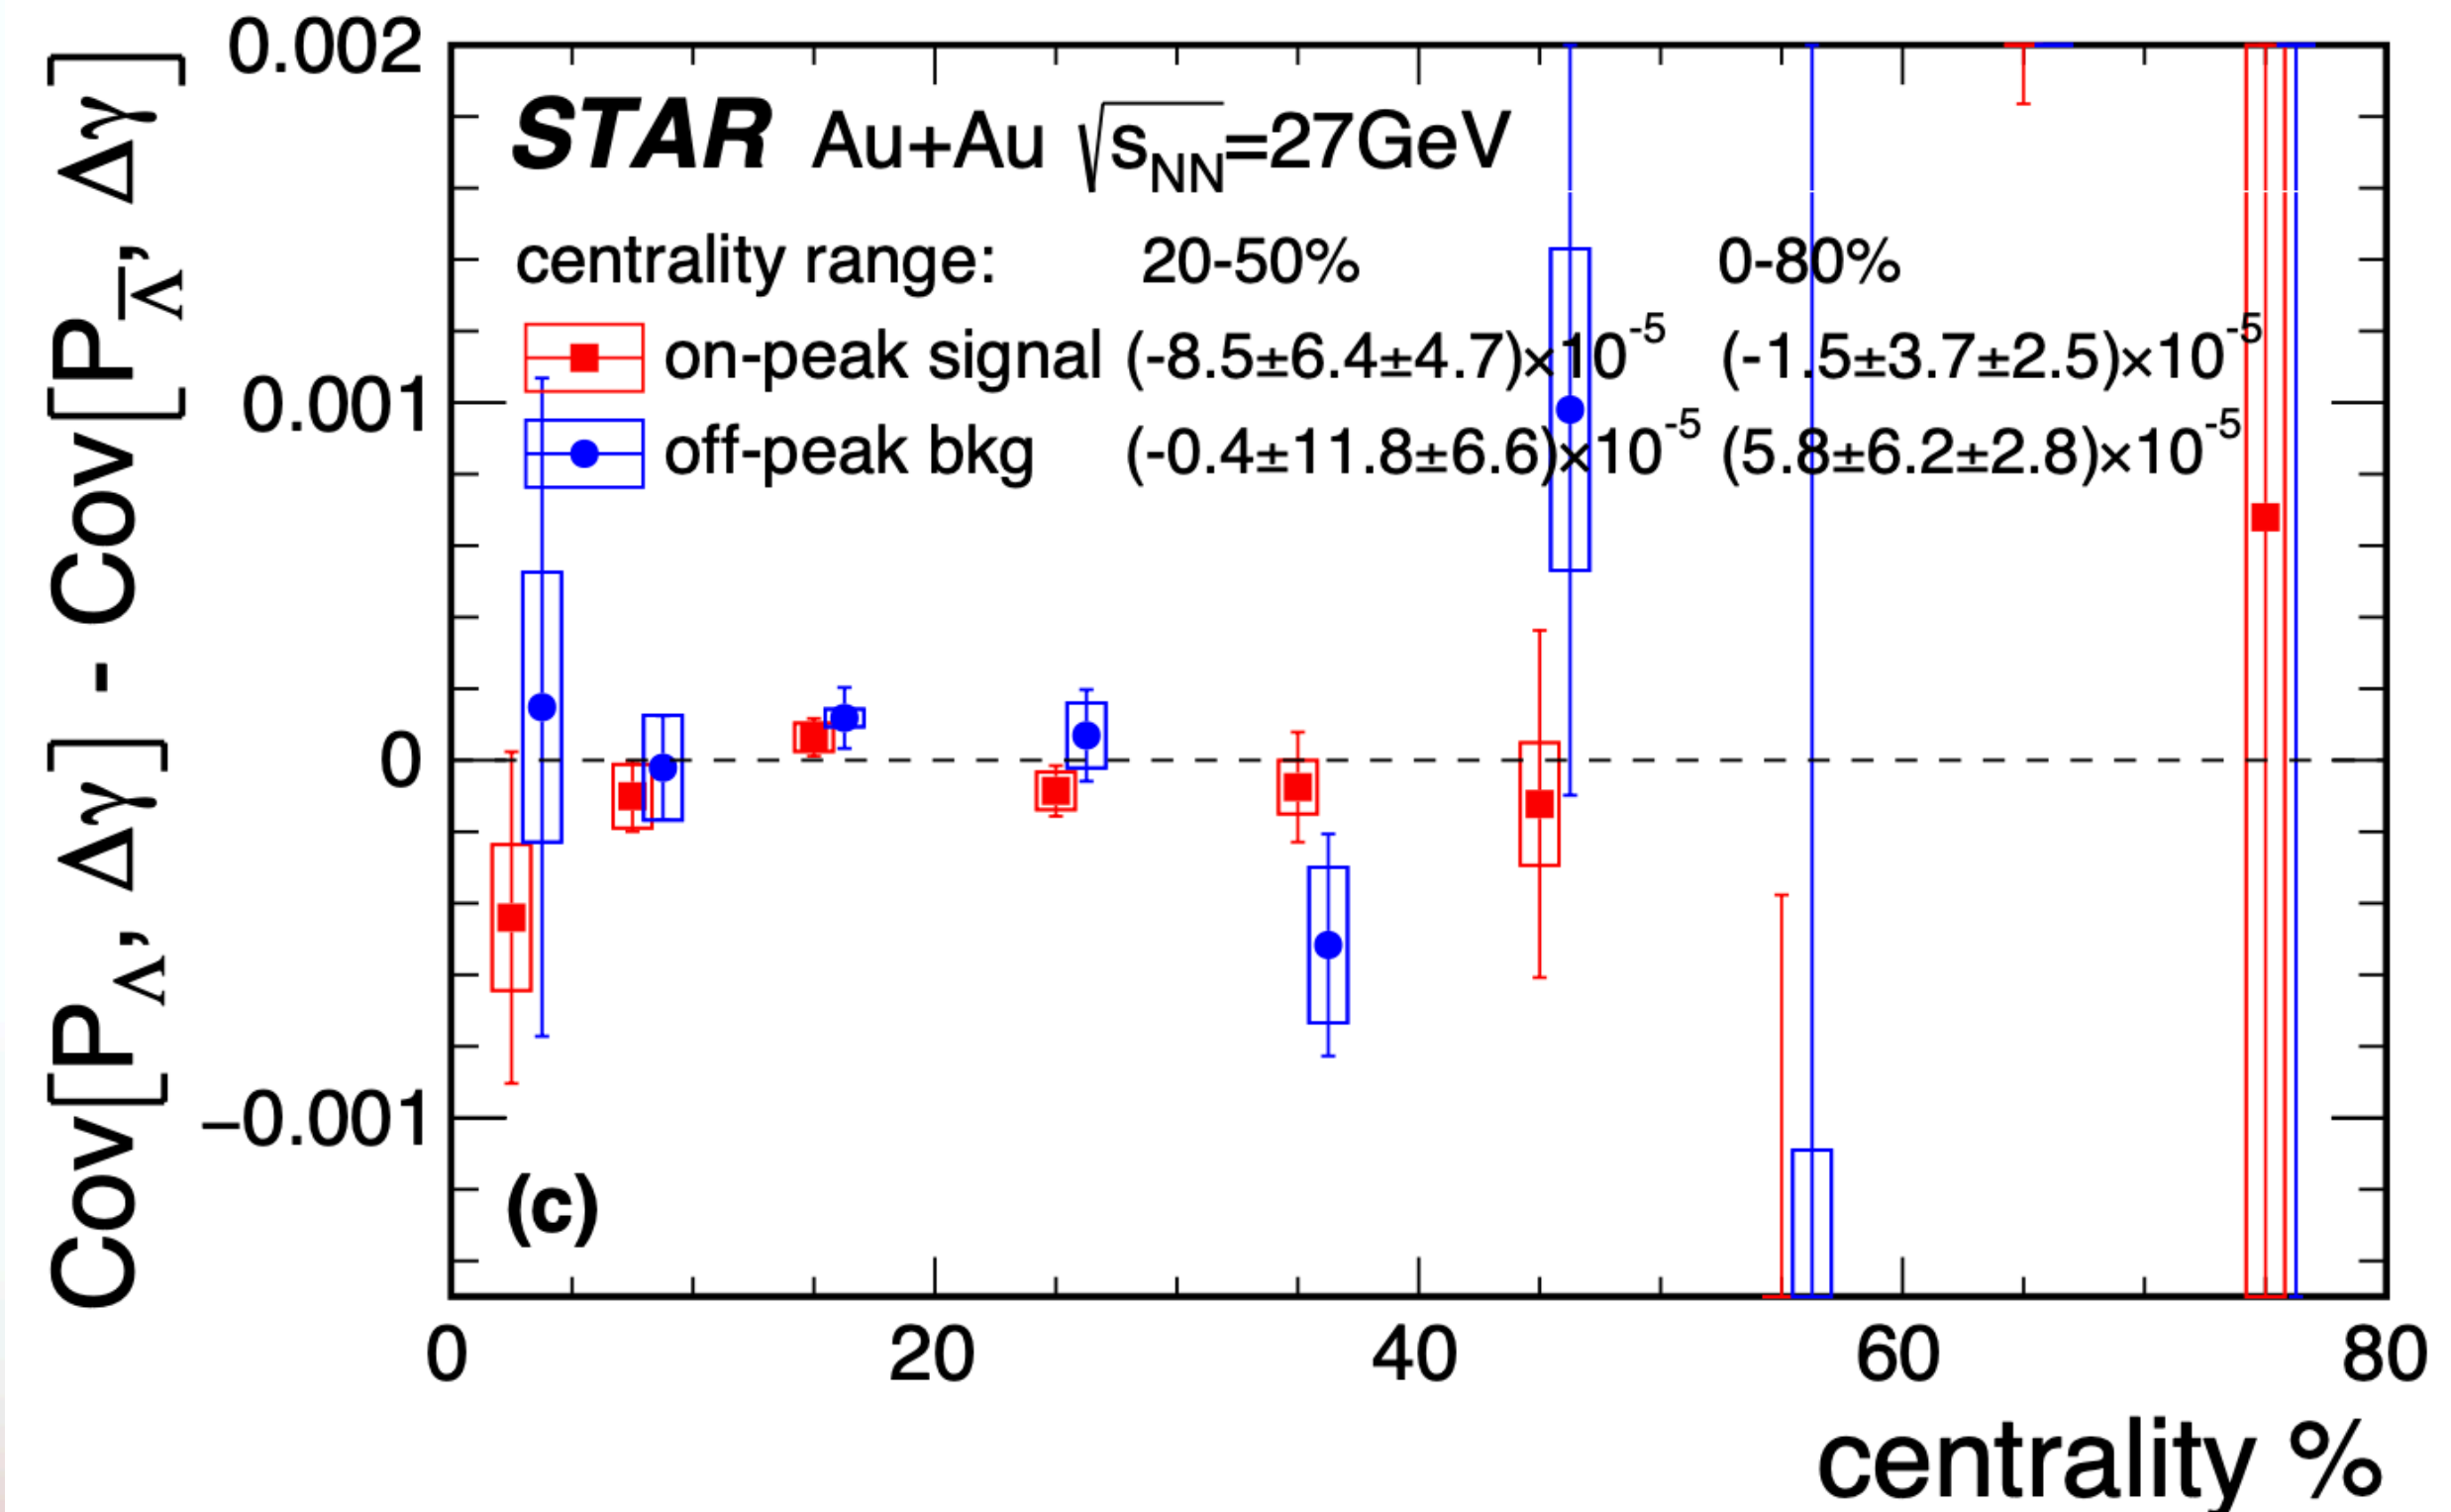 Cov[P_Λ, Δγ] - Cov[P_Λ̅, Δγ]
0.002
0.001
0
−0.001
STAR Au+Au √s_NN=27GeV
centrality range: 20-50% 0-80%
on-peak signal (-8.5±6.4±4.7)×10^-5 (-1.5±3.7±2.5)×10^-5
off-peak bkg (-0.4±11.8±6.6)×10^-5 (5.8±6.2±2.8)×10^-5
(c)
0 20 40 60 80
centrality %